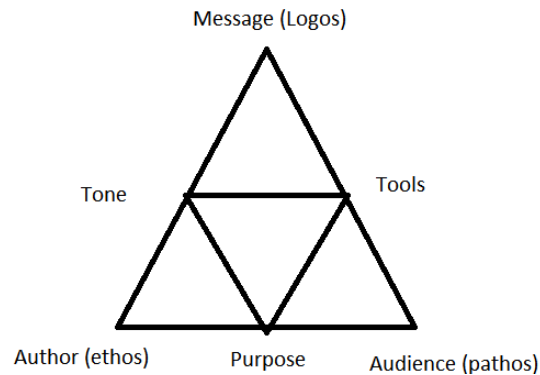 Message (Logos)
Tone
Tools
Author (ethos)
Purpose
Audience (pathos)